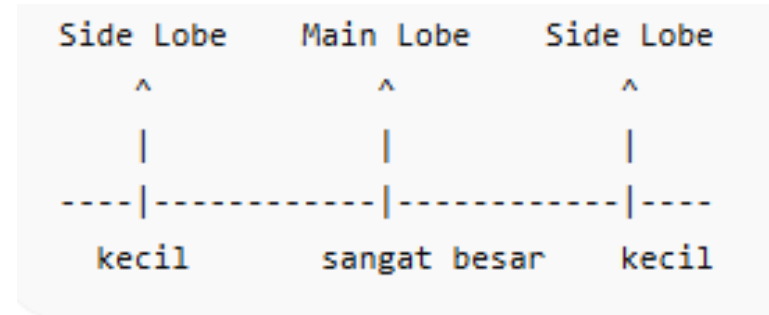 Side Lobe    Main Lobe    Side Lobe
    ^            ^            ^
    |            |            |
----|------------|------------|----
  kecil       sangat besar    kecil